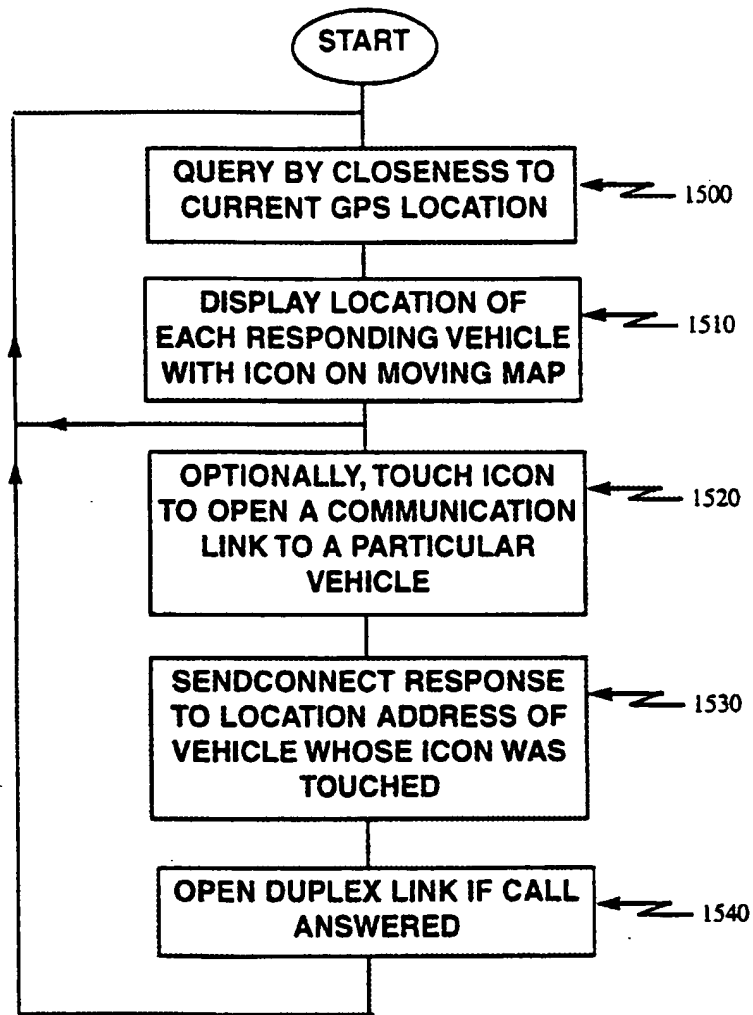 START
QUERY BY CLOSENESS TO
CURRENT GPS LOCATION
1500
DISPLAY LOCATION OF
EACH RESPONDING VEHICLE
WITH ICON ON MOVING MAP
1510
OPTIONALLY, TOUCH ICON
TO OPEN A COMMUNICATION
LINK TO A PARTICULAR
VEHICLE
1520
SENDCONNECT RESPONSE
TO LOCATION ADDRESS OF
VEHICLE WHOSE ICON WAS
TOUCHED
1530
OPEN DUPLEX LINK IF CALL
ANSWERED
1540